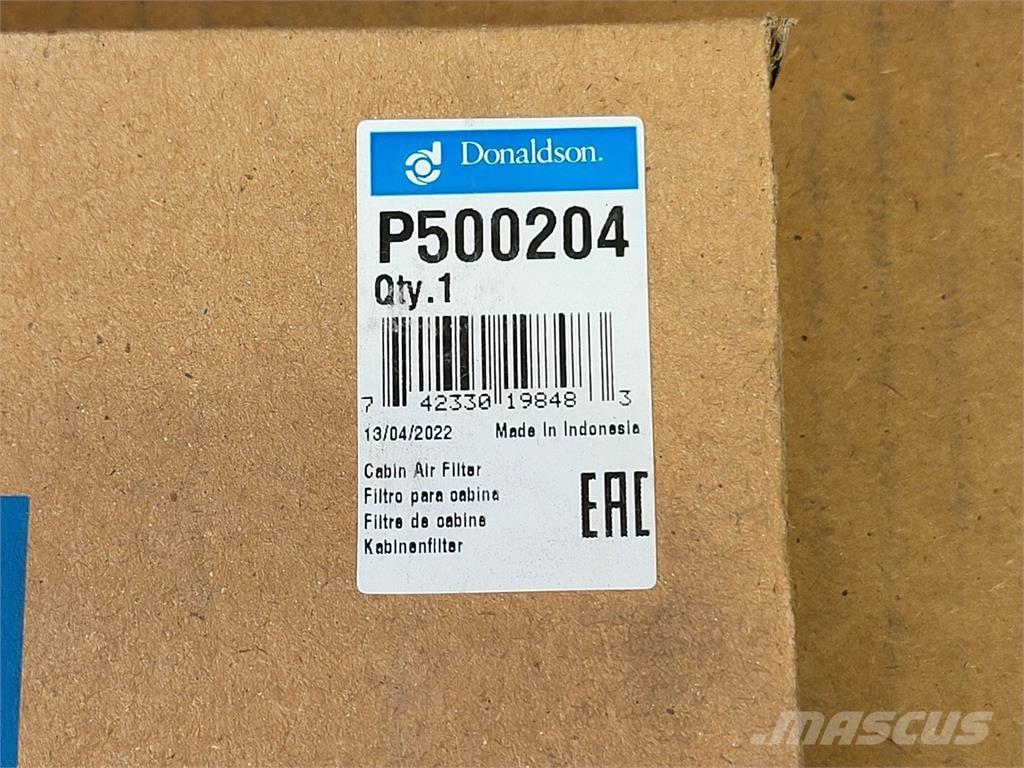 Donaldson.
P500204
Qty.1
7 42330 19848 3
13/04/2022 Made In Indonesia
Cabin Air Filter
Filtro para cabina
Filtre de cabine
Kabinenfilter
EAC
MASCUS